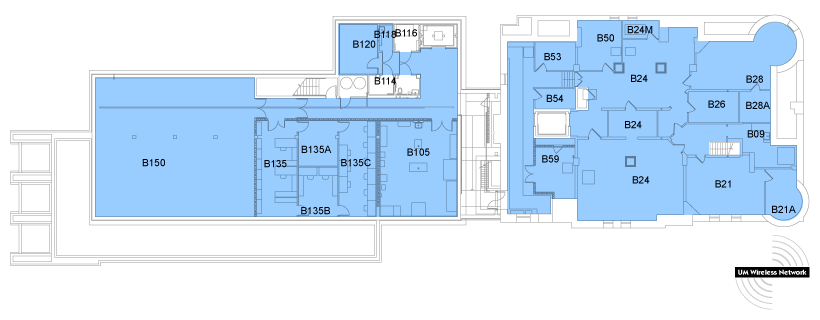 B118
B116
B120
B114
B24M
B50
B53
B24
B28
B54
B26
B28A
B24
B09
B150
B135
B135A
B135C
B105
B59
B24
B21
B135B
B21A
UM Wireless Network